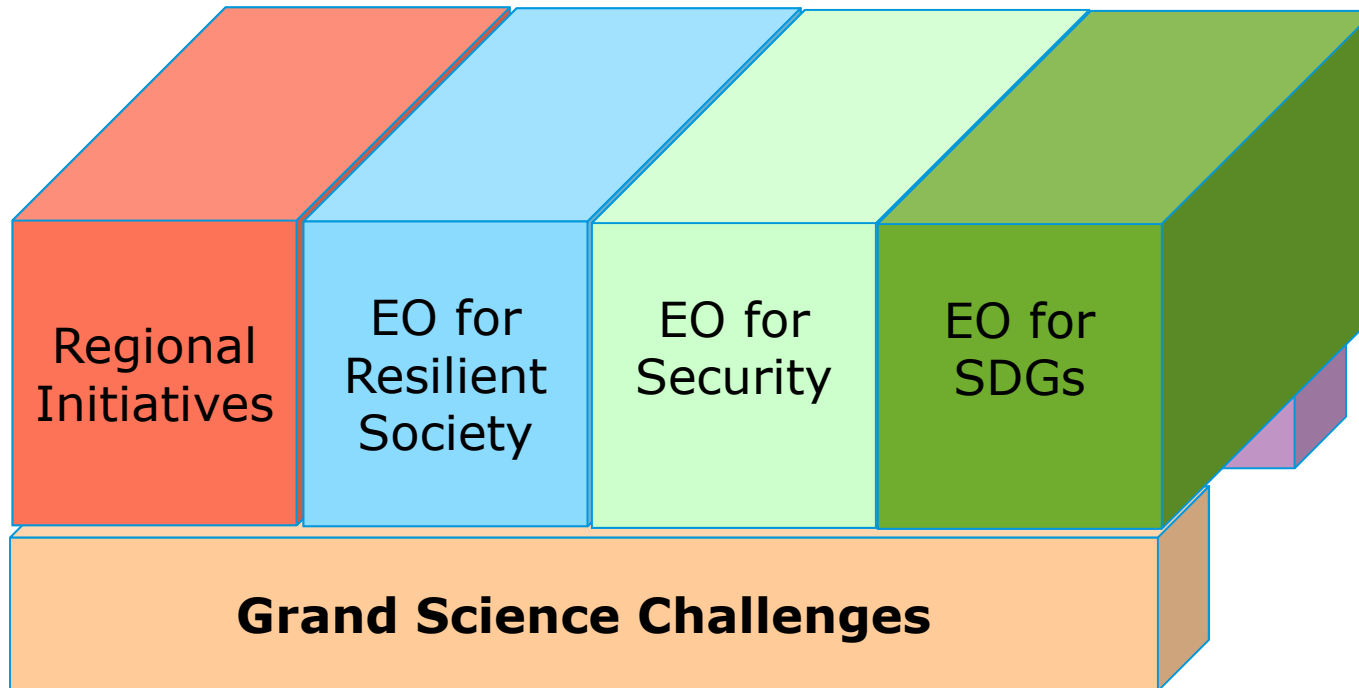 Regional
Initiatives
EO for
Resilient
Society
EO for
Security
EO for
SDGs
Grand Science Challenges